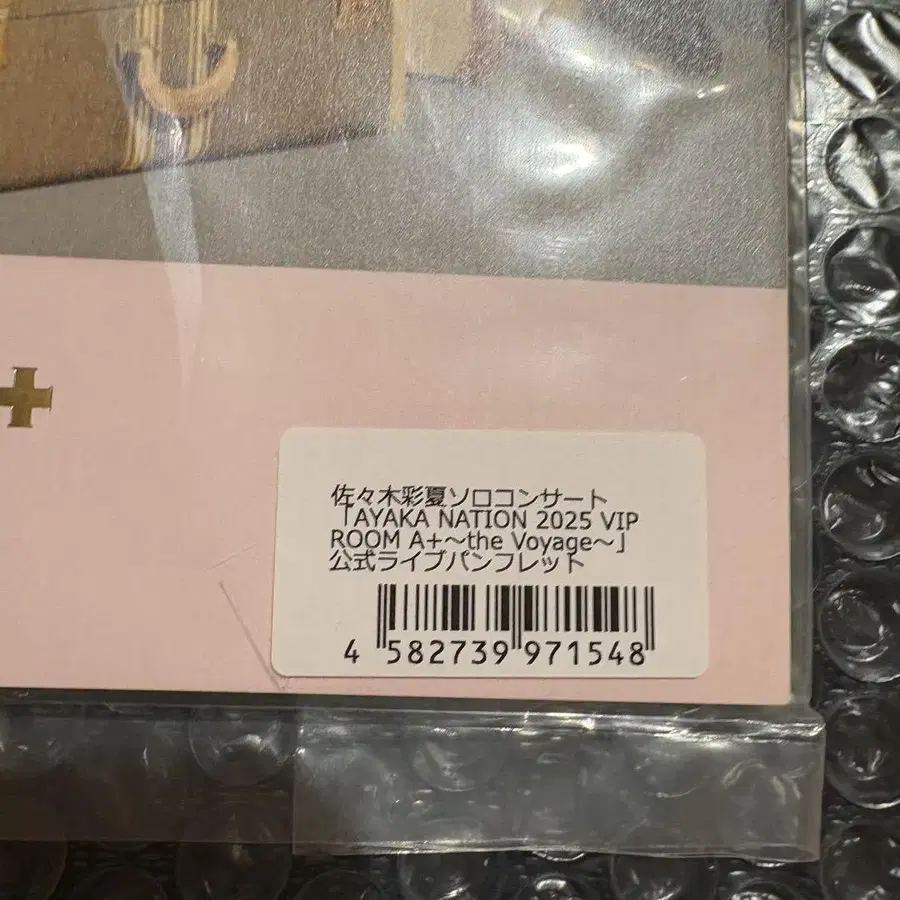 佐々木彩夏ソロコンサート
「AYAKA NATION 2025 VIP
ROOM A+～the Voyage～」
公式ライブパンフレット
4 582739 971548